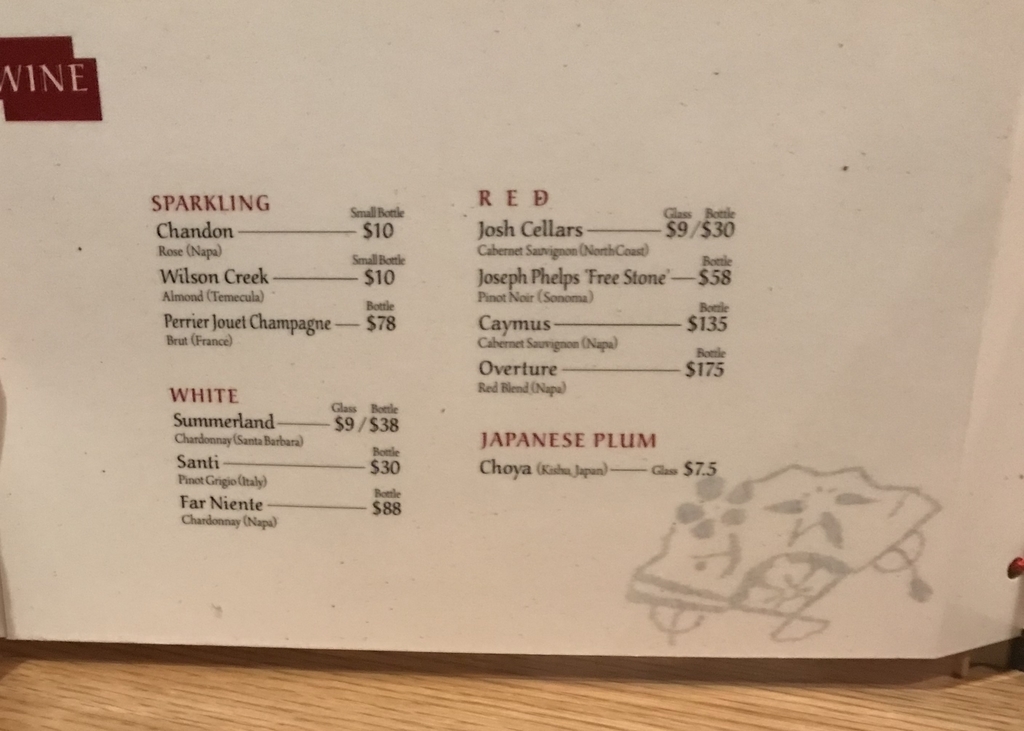 WINE
SPARKLING
Small Bottle
Chandon $10
Rose (Napa)
Small Bottle
Wilson Creek $10
Almond (Temecula)
Bottle
Perrier Jouet Champagne $78
Brut (France)
WHITE
Glass Bottle
Summerland $9 / $38
Chardonnay (Santa Barbara)
Bottle
Santi $30
Pinot Grigio (Italy)
Bottle
Far Niente $88
Chardonnay (Napa)
RED
Glass Bottle
Josh Cellars $9 / $30
Cabernet Sauvignon (North Coast)
Bottle
Joseph Phelps 'Free Stone' $58
Pinot Noir (Sonoma)
Bottle
Caymus $135
Cabernet Sauvignon (Napa)
Bottle
Overture $175
Red Blend (Napa)
JAPANESE PLUM
Choya (Kishu, Japan) Glass $7.5